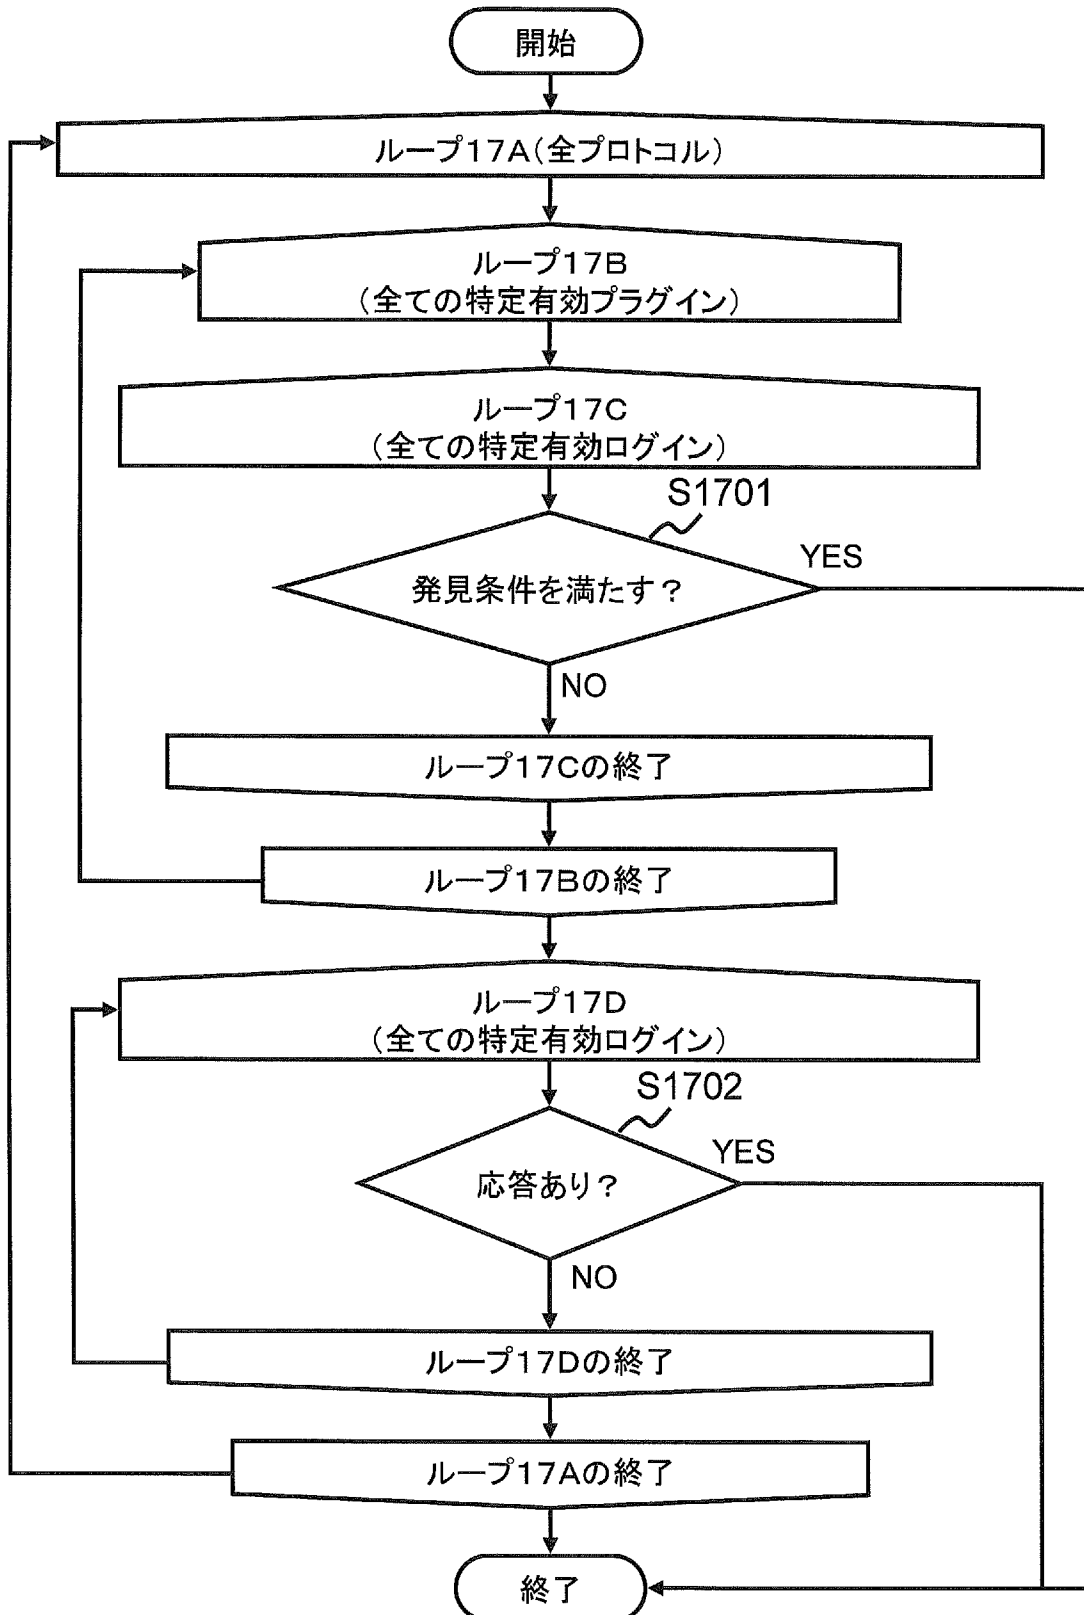 開始
ループ17A(全プロトコル)
ループ17B
(全ての特定有効プラグイン)
ループ17C
(全ての特定有効ログイン)
S1701
YES
発見条件を満たす?
NO
ループ17Cの終了
ループ17Bの終了
ループ17D
(全ての特定有効ログイン)
S1702
YES
応答あり?
NO
ループ17Dの終了
ループ17Aの終了
終了